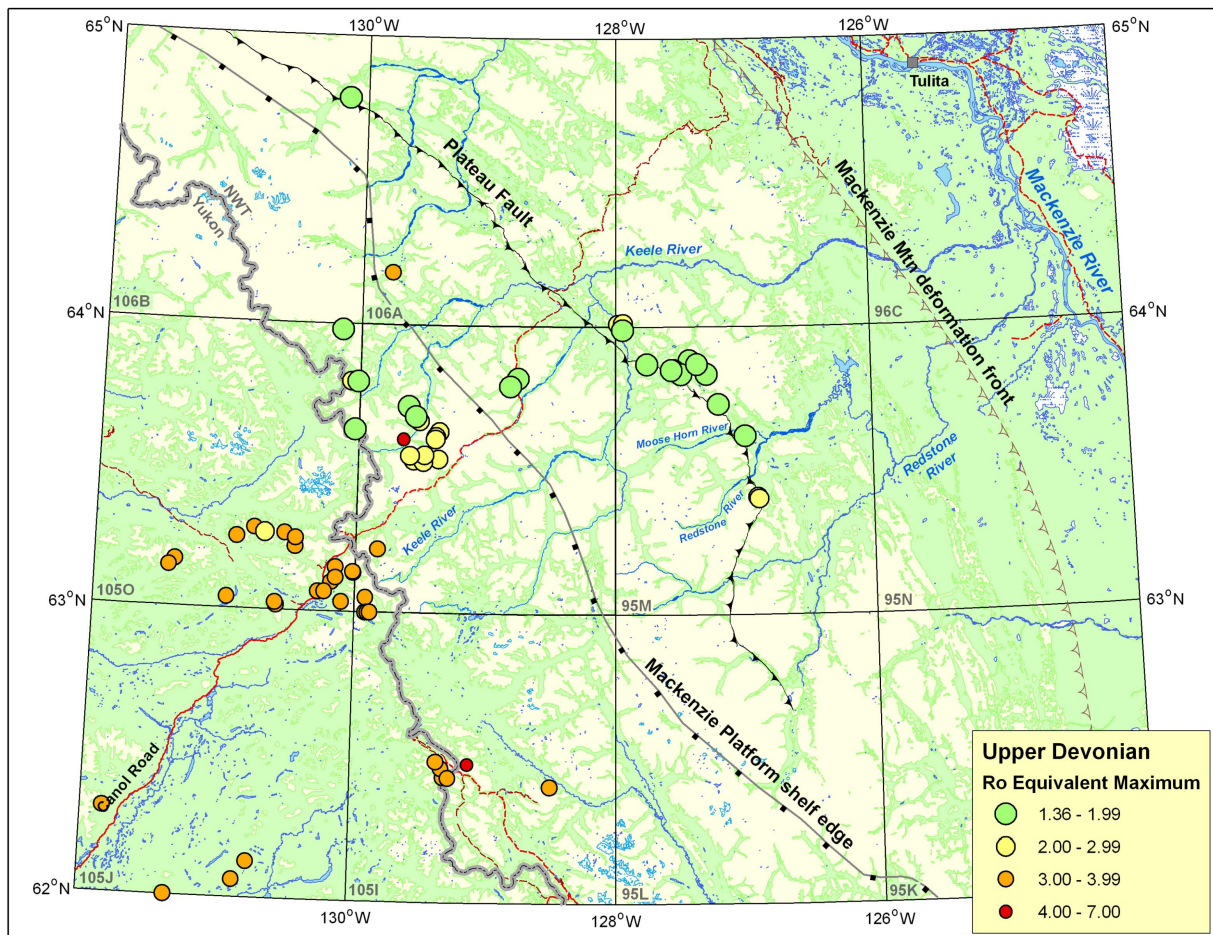 65°N
130°W
128°W
126°W
65°N
Tulita
Plateau Fault
Mackenzie Mtn deformation front
Mackenzie River
NWT
Yukon
Keele River
106B
106A
96C
64°N
64°N
Moose Horn River
Redstone River
Redstone River
Keele River
105O
95M
95N
63°N
63°N
Mackenzie Platform shelf edge
Canol Road
105J
105I
95L
95K
62°N
130°W
128°W
126°W
Upper Devonian
Ro Equivalent Maximum
1.36 - 1.99
2.00 - 2.99
3.00 - 3.99
4.00 - 7.00